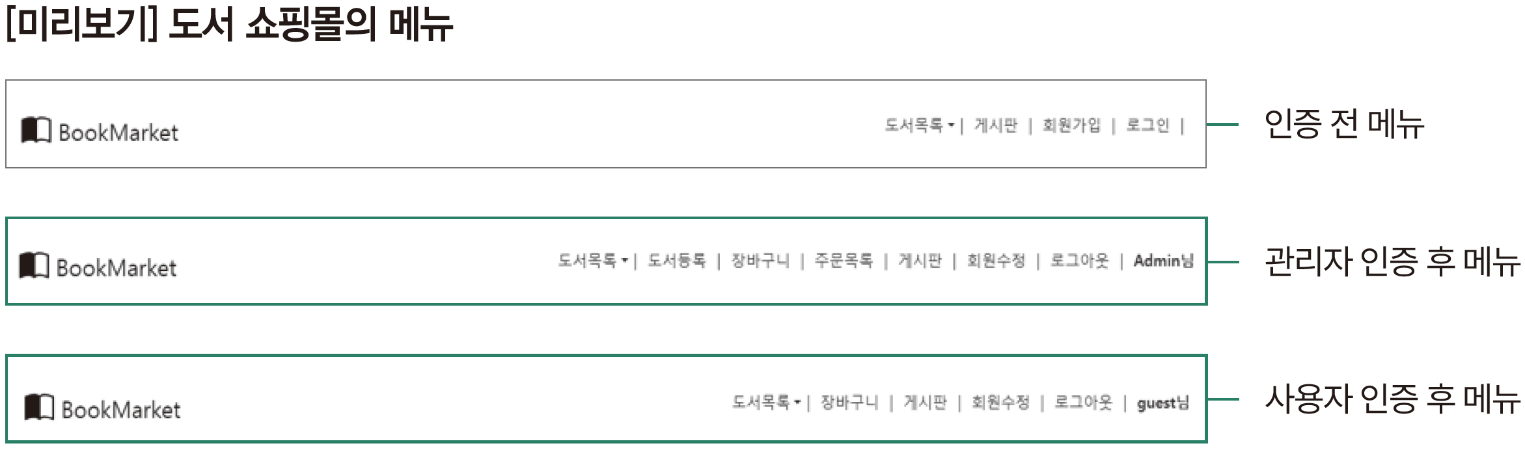 [미리보기] 도서 쇼핑몰의 메뉴
BookMarket 도서목록 | 게시판 | 회원가입 | 로그인 | 인증 전 메뉴
BookMarket 도서목록 | 도서등록 | 장바구니 | 주문목록 | 게시판 | 회원수정 | 로그아웃 | Admin님 관리자 인증 후 메뉴
BookMarket 도서목록 | 장바구니 | 게시판 | 회원수정 | 로그아웃 | guest님 사용자 인증 후 메뉴